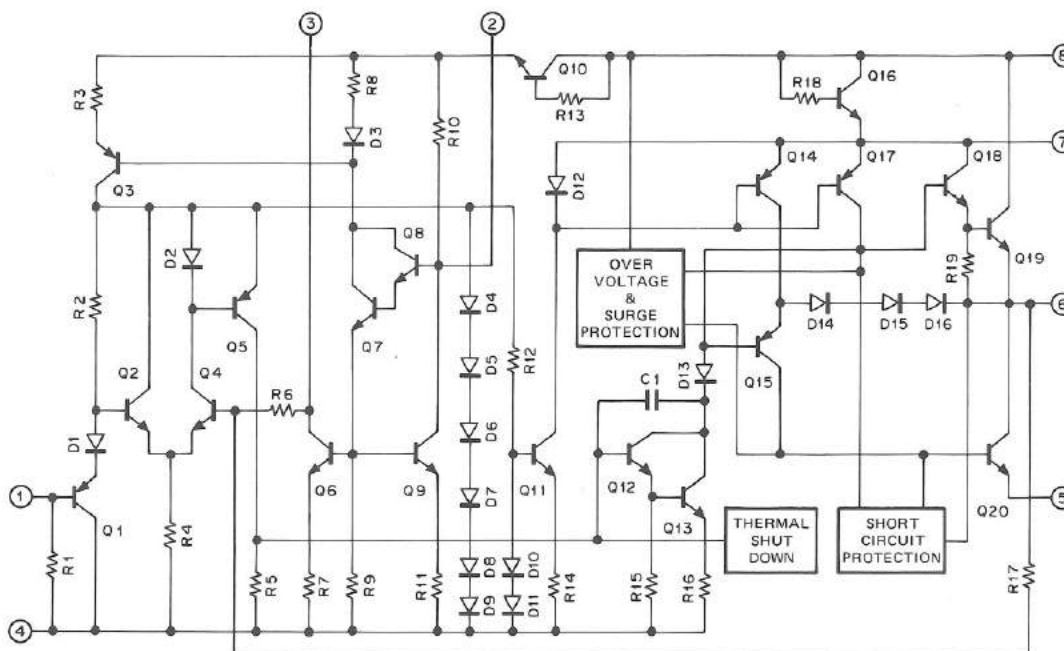 3
2
Q10
R13
8
R18
Q16
R3
R8
D3
R10
Q3
Q14
Q17
Q18
7
D12
D2
Q8
OVER
VOLTAGE
&
SURGE
PROTECTION
R19
Q19
R2
Q5
Q7
D4
D14
D15
D16
6
Q2
Q4
D5
R12
D13
Q15
C1
R6
D1
D6
1
Q1
Q6
Q9
D7
Q11
Q12
Q13
Q20
5
R4
THERMAL
SHUT
DOWN
SHORT
CIRCUIT
PROTECTION
R1
R5
R7
R9
R11
D8
D10
R14
R15
R16
R17
D9
D11
4